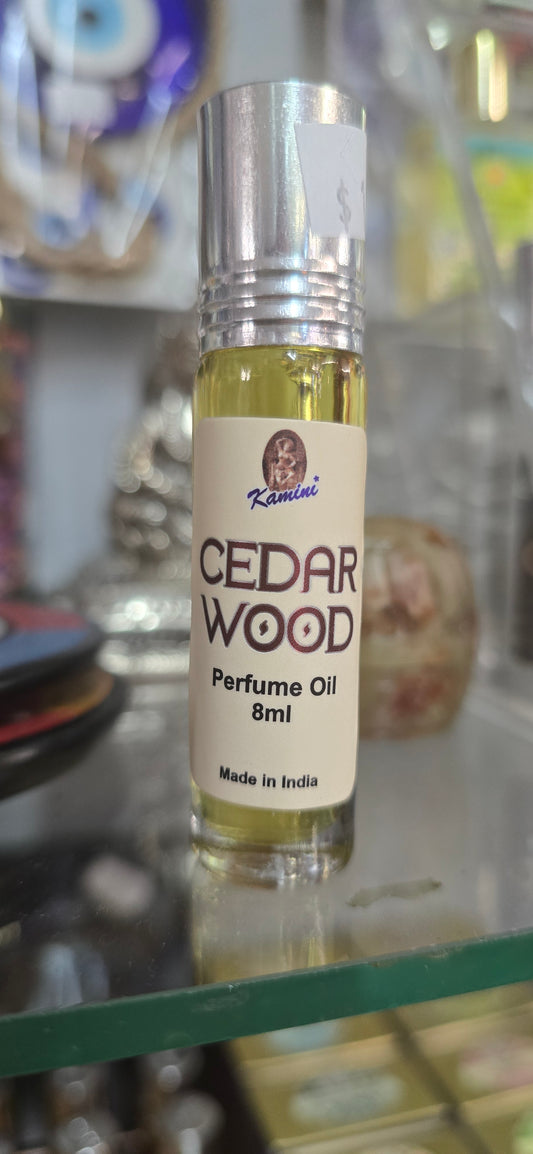 $
Kamini*
CEDAR
WOOD
Perfume Oil
8ml
Made in India